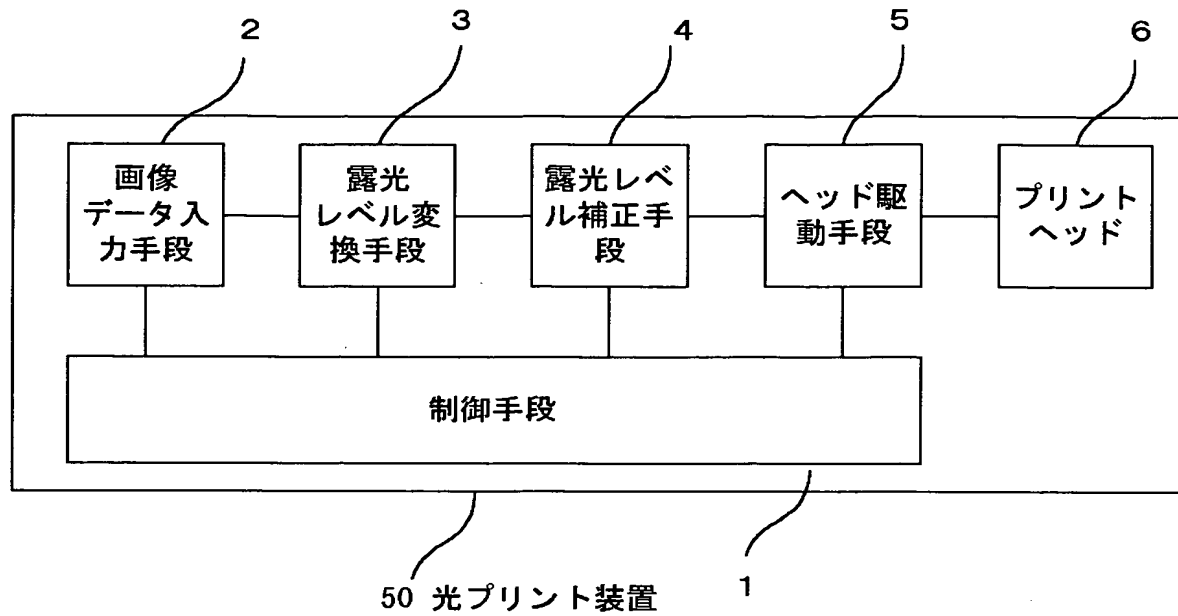 2
3
4
5
6
画像
データ入
力手段
露光
レベル変
換手段
露光レベ
ル補正手
段
ヘッド駆
動手段
プリント
ヘッド
制御手段
50 光プリント装置
1